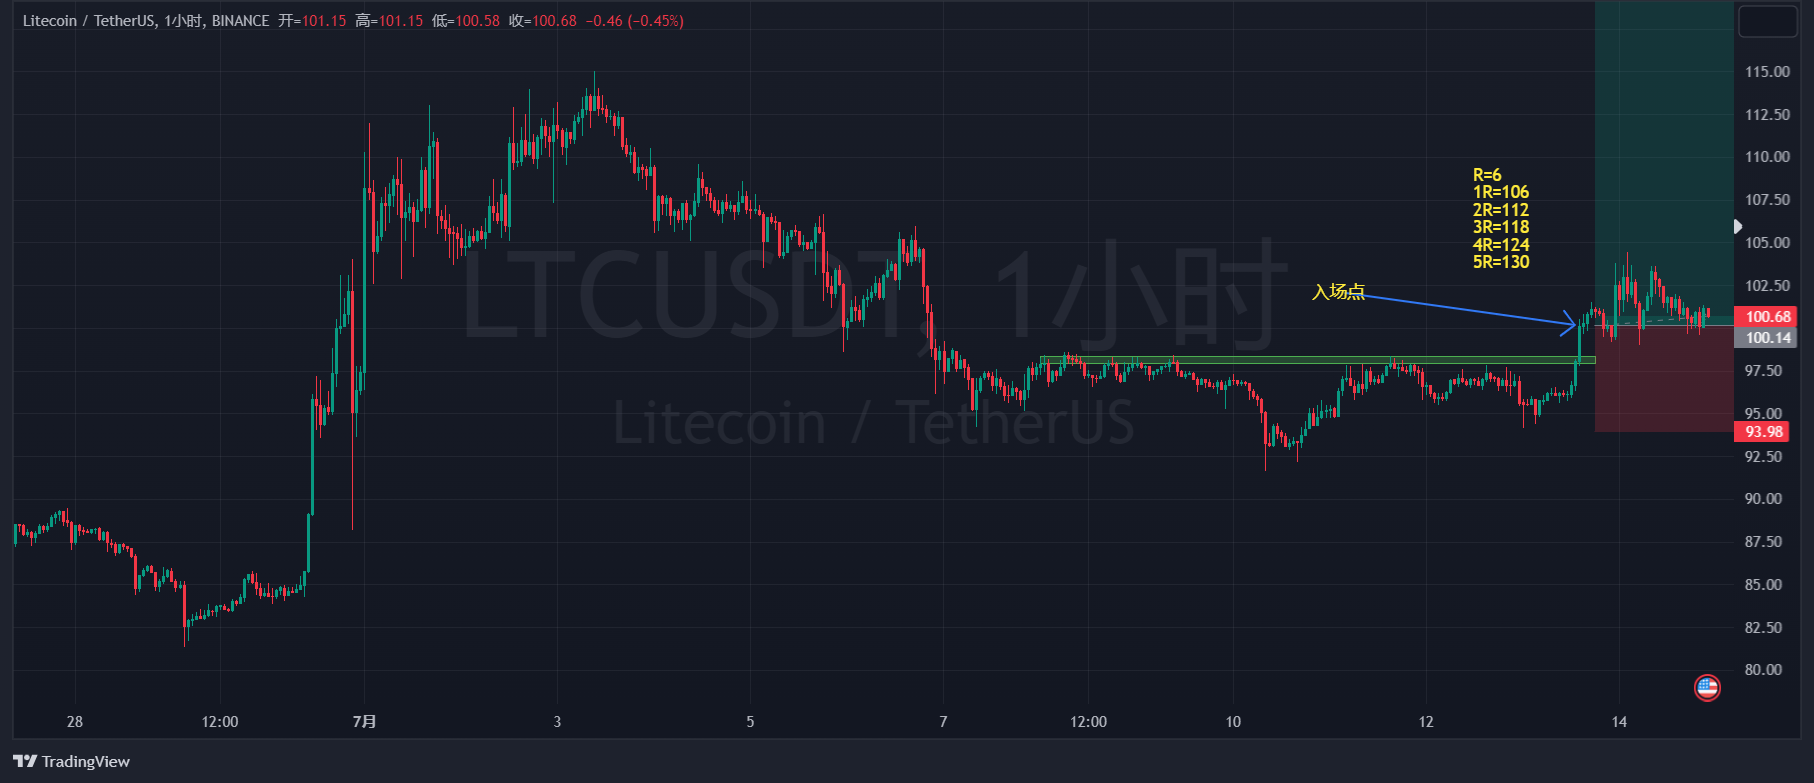 Litecoin / TetherUS, 1小时, BINANCE 开=101.15 高=101.15 低=100.58 收=100.68 −0.46 (−0.45%)
115.00
112.50
110.00
107.50
105.00
102.50
100.68
100.14
97.50
95.00
93.98
92.50
90.00
87.50
85.00
82.50
80.00
R=6
1R=106
2R=112
3R=118
4R=124
5R=130
入场点
LTCUSDT, 1小时
Litecoin / TetherUS
28 12:00 7月 3 5 7 12:00 10 12 14
TradingView